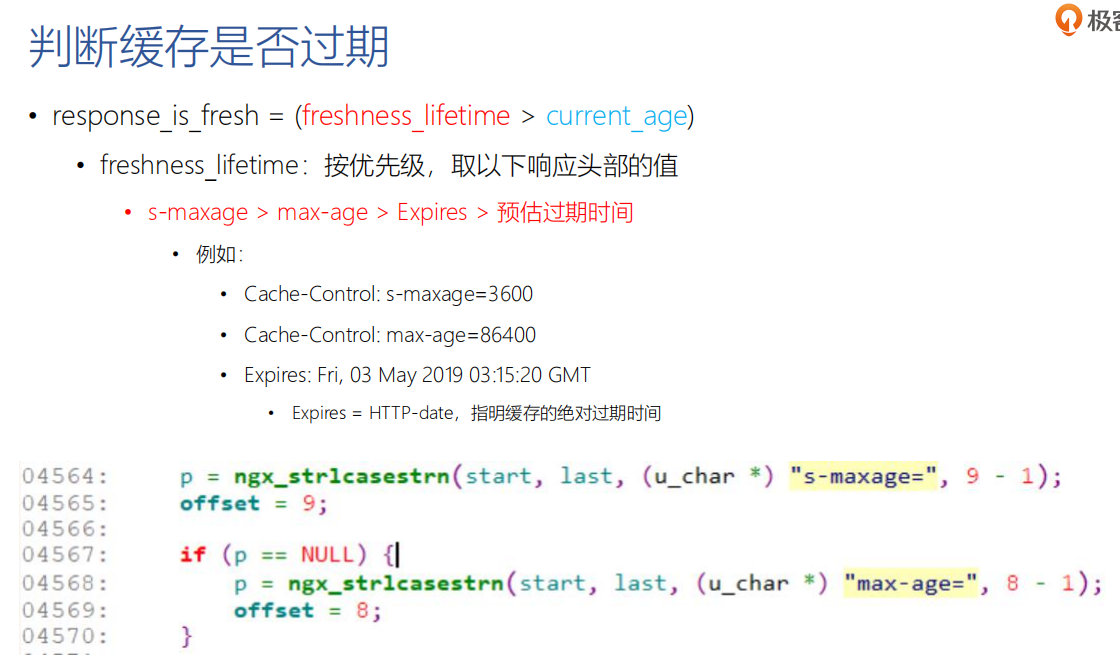 极客
判断缓存是否过期
• response_is_fresh = (freshness_lifetime > current_age)
• freshness_lifetime：按优先级，取以下响应头部的值
• s-maxage > max-age > Expires > 预估过期时间
• 例如：
• Cache-Control: s-maxage=3600
• Cache-Control: max-age=86400
• Expires: Fri, 03 May 2019 03:15:20 GMT
• Expires = HTTP-date，指明缓存的绝对过期时间
04564: p = ngx_strlcasestrn(start, last, (u_char *) "s-maxage=", 9 - 1);
04565: offset = 9;
04566:
04567: if (p == NULL) {
04568: p = ngx_strlcasestrn(start, last, (u_char *) "max-age=", 8 - 1);
04569: offset = 8;
04570: }